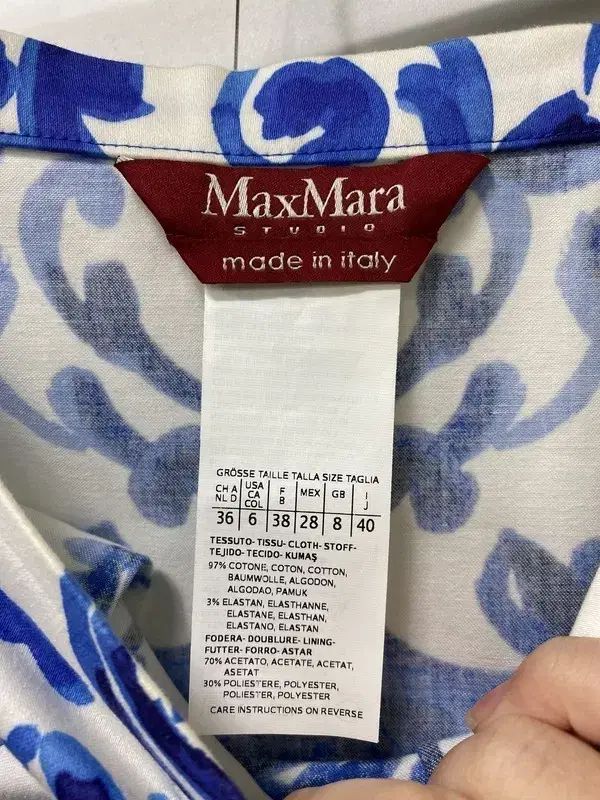 MaxMara
STUDIO
made in italy
GRÖSSE TAILLE TALLA SIZE TAGLIA
CH A NL D USA CA COL F B MEX GB I J
36 6 38 28 8 40
TESSUTO- TISSU- CLOTH- STOFF-
TEJIDO- TECIDO- KUMAŞ
97% COTONE, COTON, COTTON,
BAUMWOLLE, ALGODON,
ALGODAO, PAMUK
3% ELASTAN, ELASTHANNE,
ELASTANE, ELASTHAN,
ELASTANO, ELASTAN
FODERA- DOUBLURE- LINING-
FUTTER- FORRO- ASTAR
70% ACETATO, ACETATE, ACETAT,
ASETAT
30% POLIESTERE, POLYESTER,
POLIESTER, POLYESTER
CARE INSTRUCTIONS ON REVERSE